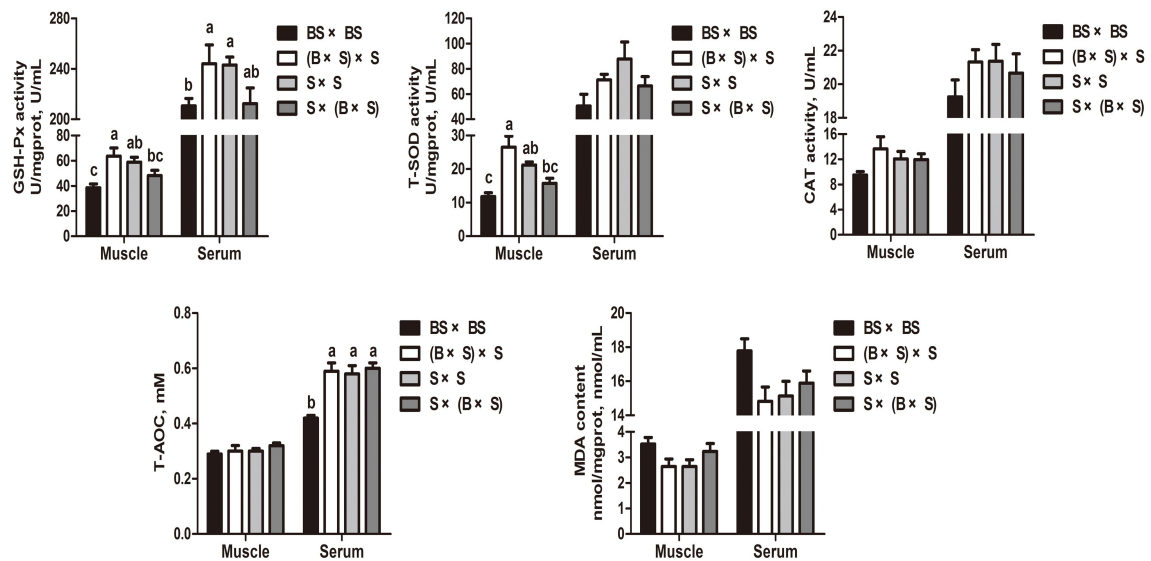 GSH-Px activity
U/mgprot, U/mL
280
240
200
80
60
40
20
0
c
a
ab
bc
b
a
a
ab
Muscle
Serum
BS × BS
(B × S) × S
S × S
S × (B × S)
T-SOD activity
U/mgprot, U/mL
120
100
80
60
40
30
20
10
0
c
a
ab
bc
Muscle
Serum
BS × BS
(B × S) × S
S × S
S × (B × S)
CAT activity, U/mL
24
22
20
18
16
12
8
4
0
Muscle
Serum
BS × BS
(B × S) × S
S × S
S × (B × S)
T-AOC, mM
0.8
0.6
0.4
0.2
0.0
b
a
a
a
Muscle
Serum
BS × BS
(B × S) × S
S × S
S × (B × S)
MDA content
nmol/mgprot, nmol/mL
20
18
16
14
4
3
2
1
0
Muscle
Serum
BS × BS
(B × S) × S
S × S
S × (B × S)